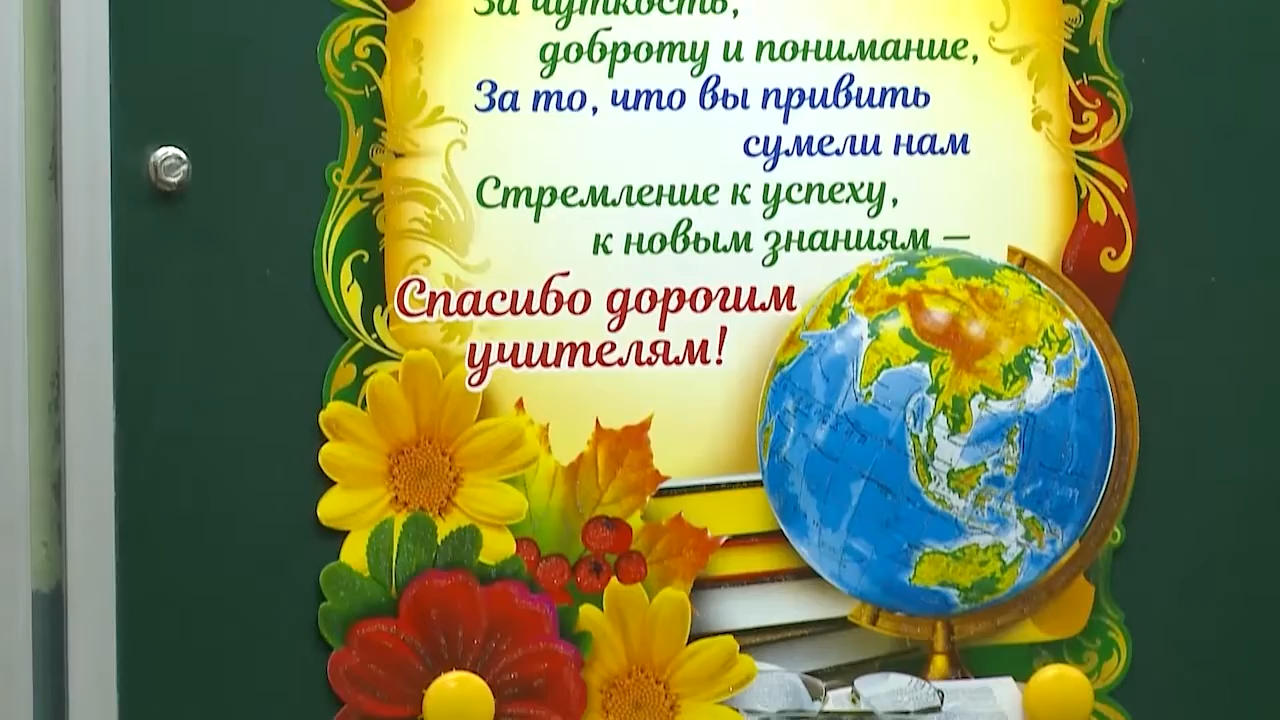 За чуткость,
доброту и понимание,
За то, что вы привить
сумели нам
Стремление к успеху,
к новым знаниям –
Спасибо дорогим
учителям!